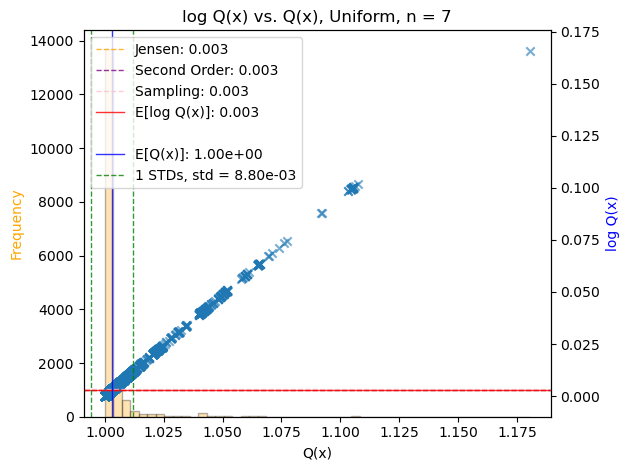 log Q(x) vs. Q(x), Uniform, n = 7
Jensen: 0.003
Second Order: 0.003
Sampling: 0.003
E[log Q(x)]: 0.003
E[Q(x)]: 1.00e+00
1 STDs, std = 8.80e-03
Frequency
14000
12000
10000
8000
6000
4000
2000
0
0.175
0.150
0.125
0.100
0.075
0.050
0.025
0.000
log Q(x)
1.000 1.025 1.050 1.075 1.100 1.125 1.150 1.175
Q(x)